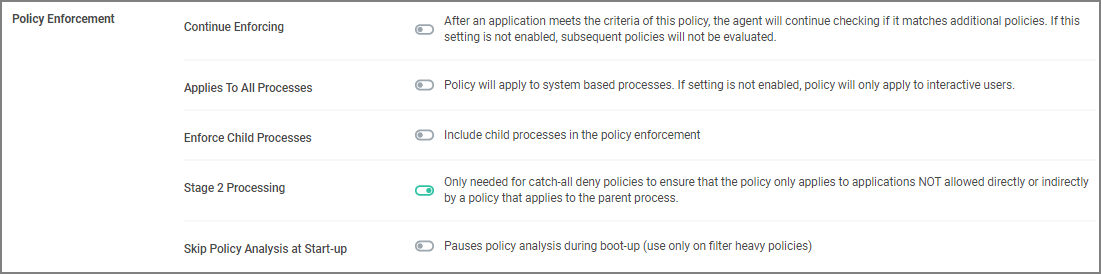 Policy Enforcement
Continue Enforcing
After an application meets the criteria of this policy, the agent will continue checking if it matches additional policies. If this
setting is not enabled, subsequent policies will not be evaluated.
Applies To All Processes
Policy will apply to system based processes. If setting is not enabled, policy will only apply to interactive users.
Enforce Child Processes
Include child processes in the policy enforcement
Stage 2 Processing
Only needed for catch-all deny policies to ensure that the policy only applies to applications NOT allowed directly or indirectly
by a policy that applies to the parent process.
Skip Policy Analysis at Start-up
Pauses policy analysis during boot-up (use only on filter heavy policies)